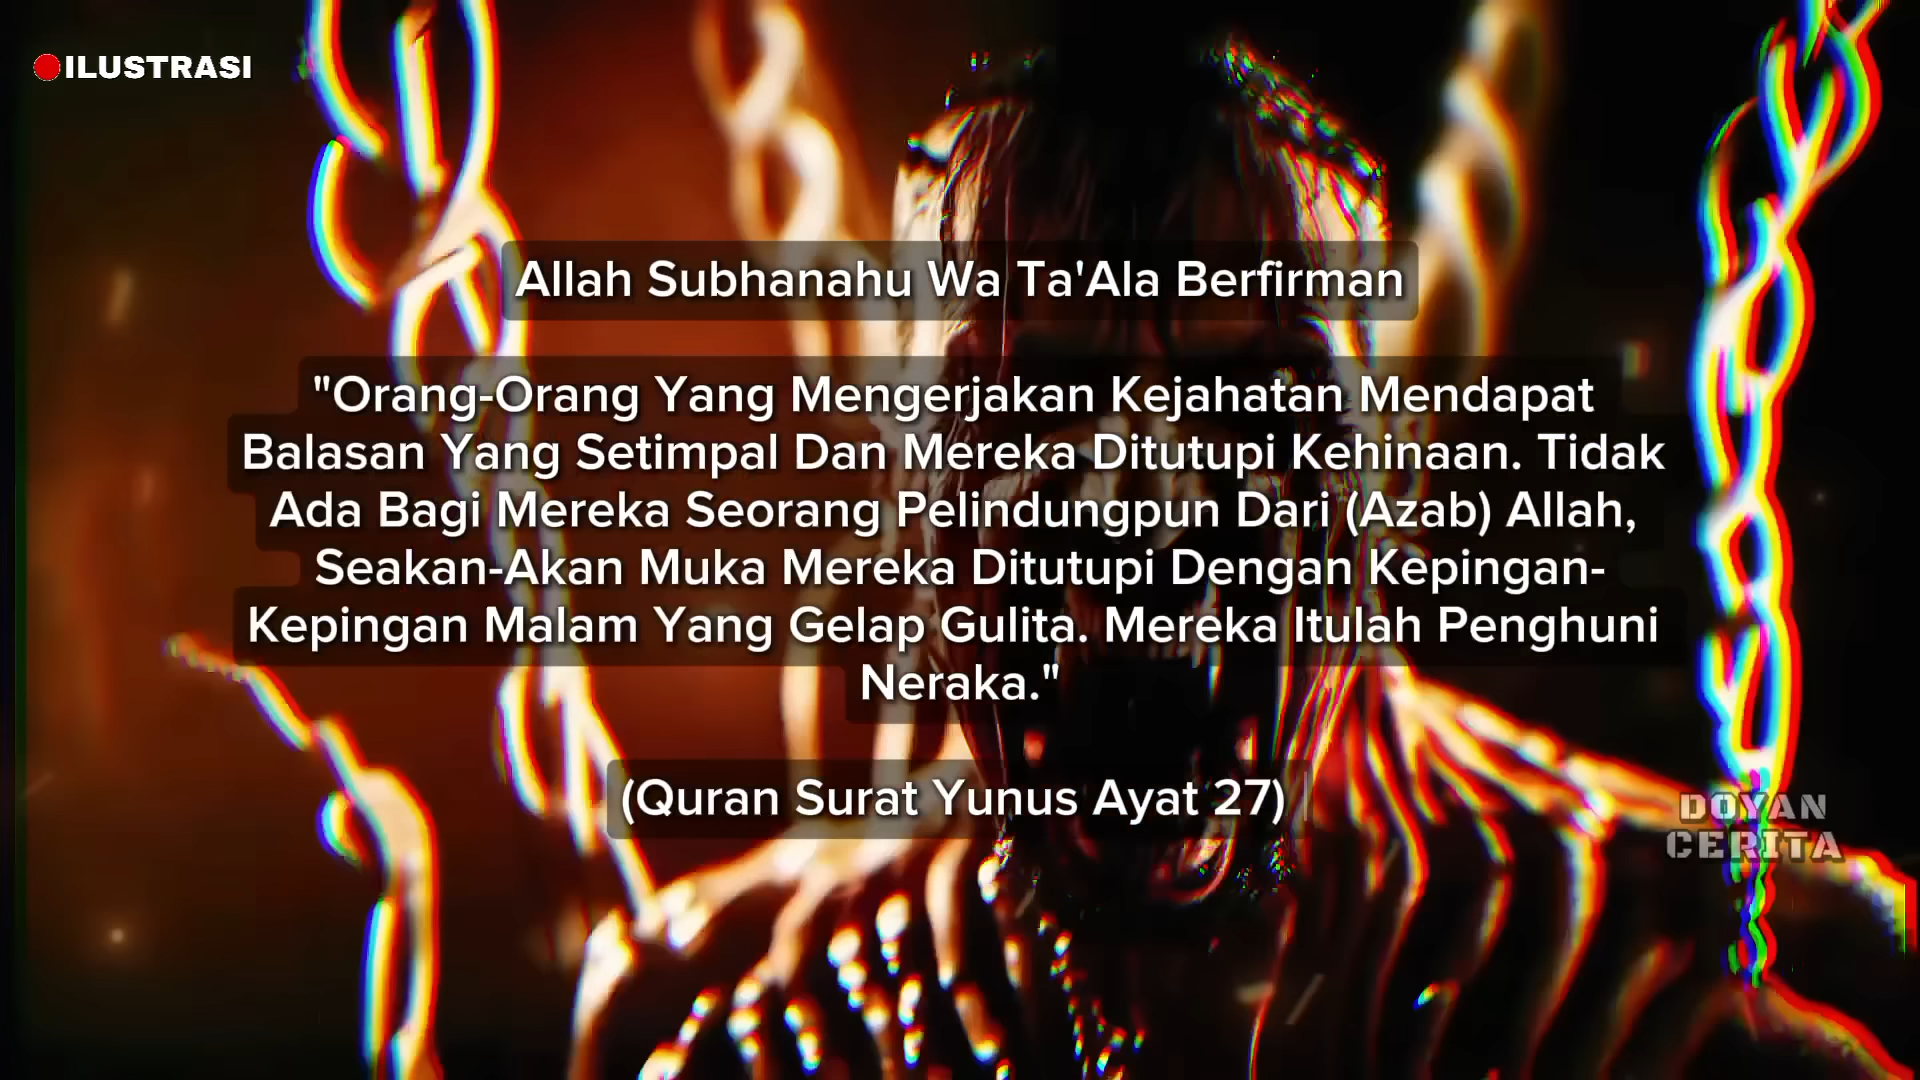 ILUSTRASI
Allah Subhanahu Wa Ta'Ala Berfirman
"Orang-Orang Yang Mengerjakan Kejahatan Mendapat
Balasan Yang Setimpal Dan Mereka Ditutupi Kehinaan. Tidak
Ada Bagi Mereka Seorang Pelindungpun Dari (Azab) Allah,
Seakan-Akan Muka Mereka Ditutupi Dengan Kepingan-
Kepingan Malam Yang Gelap Gulita. Mereka Itulah Penghuni
Neraka."
(Quran Surat Yunus Ayat 27)
DOYAN
CERITA